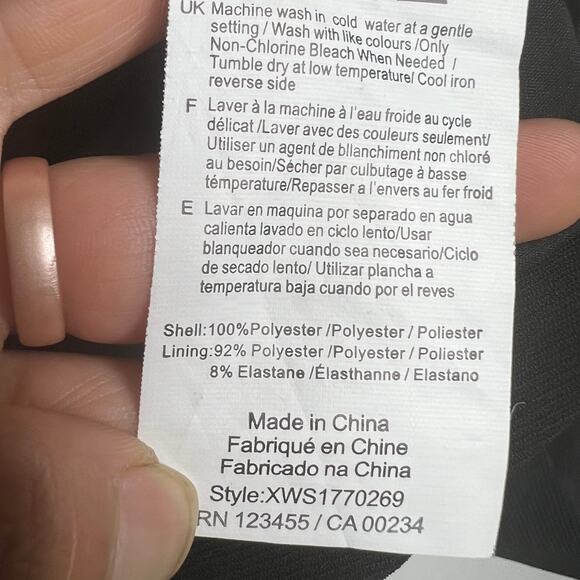 UK Machine wash in cold water at a gentle
setting / Wash with like colours /Only
Non-Chlorine Bleach When Needed /
Tumble dry at low temperature/ Cool iron
reverse side
F Laver à la machine à l'eau froide au cycle
délicat /Laver avec des couleurs seulement/
Utiliser un agent de bllanchiment non chloré
au besoin/Sécher par culbutage à basse
témpérature/Repasser a l'envers au fer froid
E Lavar en maquina por separado en agua
calienta lavado en ciclo lento/Usar
blanqueador cuando sea necesario/Ciclo
de secado lento/ Utilizar plancha a
temperatura baja cuando por el reves
Shell:100%Polyester /Polyester / Poliester
Lining:92% Polyester /Polyester / Poliester
8% Elastane /Élasthanne / Elastano
Made in China
Fabriqué en Chine
Fabricado na China
Style:XWS1770269
RN 123455 / CA 00234